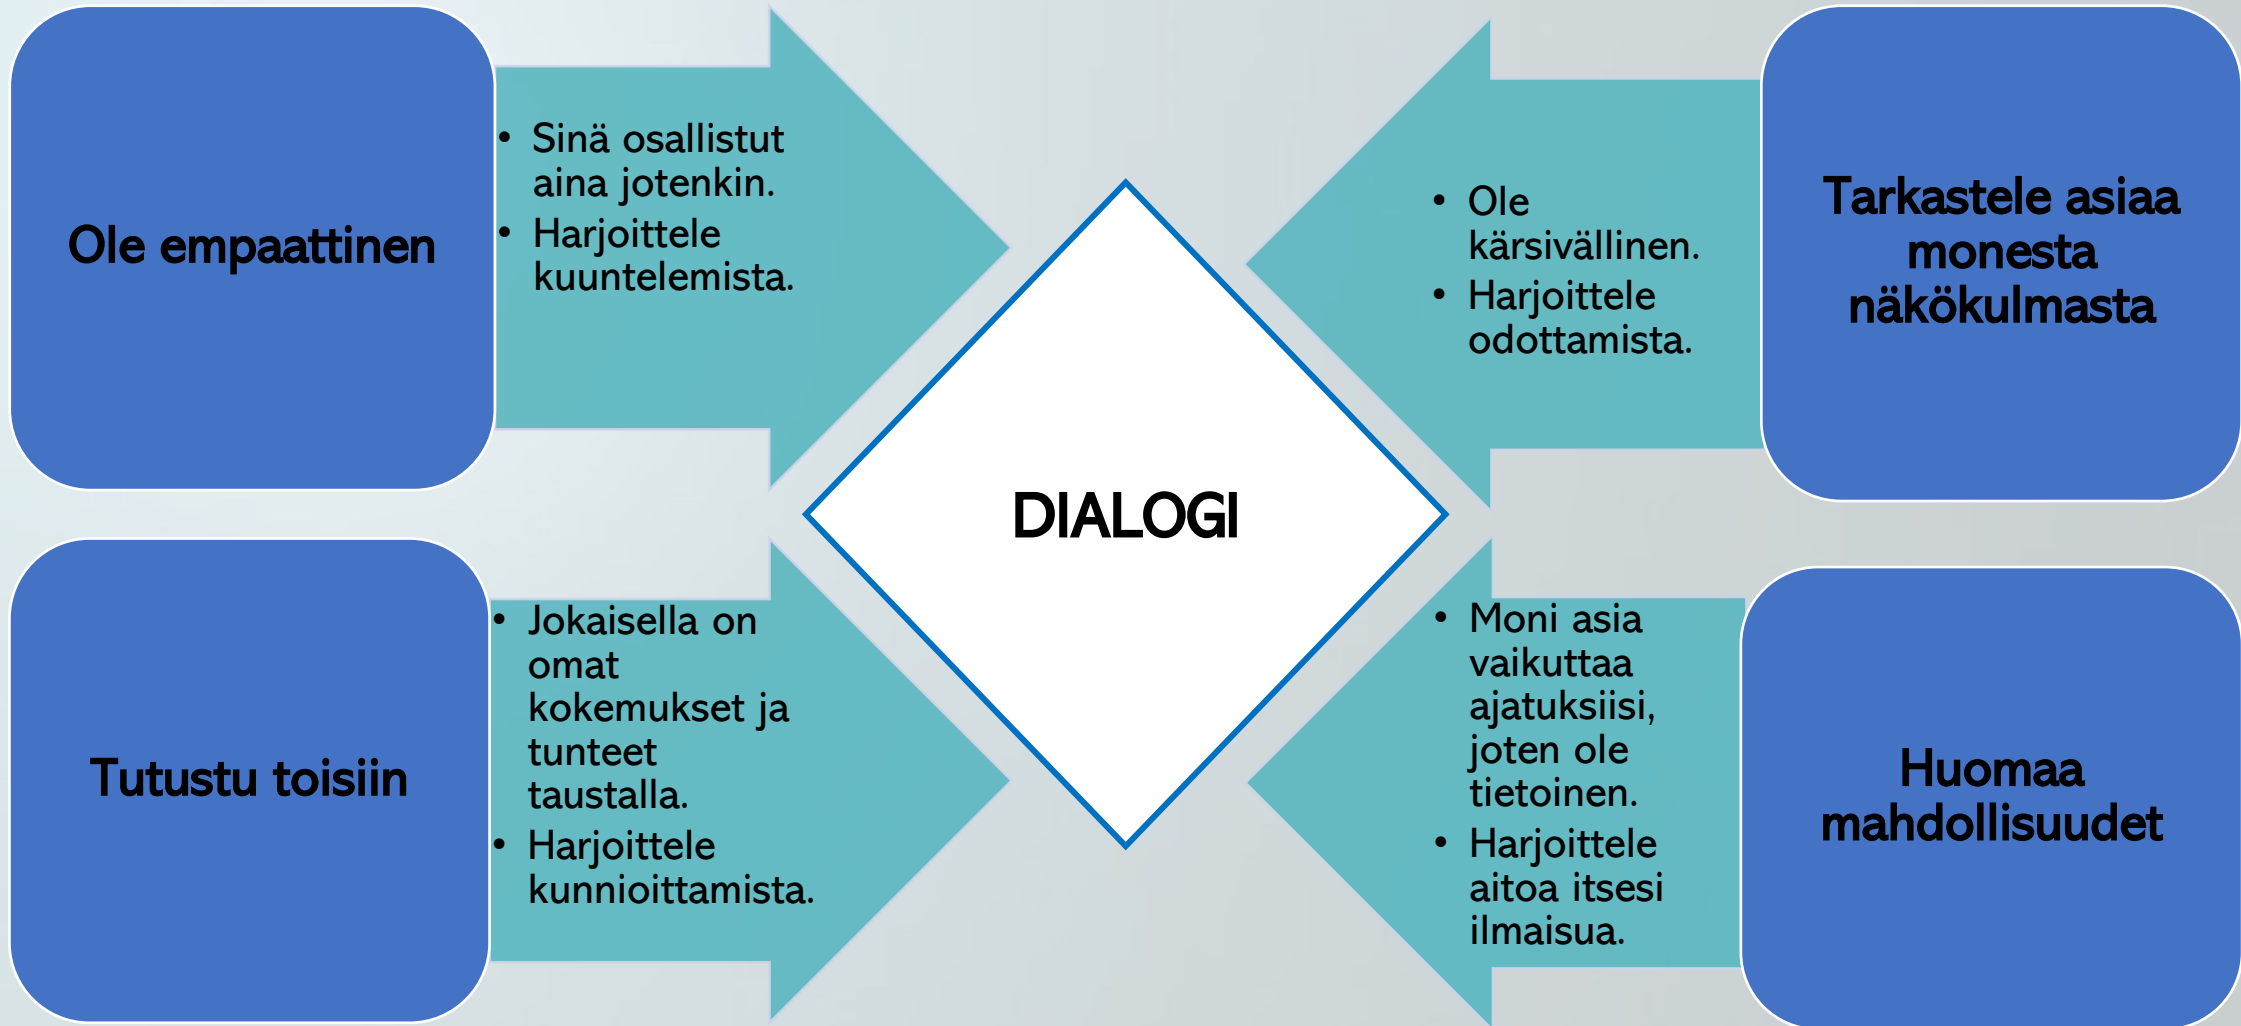 Ole empaattinen
• Sinä osallistut
aina jotenkin.
• Harjoittele
kuuntelemista.
Tutustu toisiin
• Jokaisella on
omat
kokemukset ja
tunteet
taustalla.
• Harjoittele
kunnioittamista.
DIALOGI
• Ole
kärsivällinen.
• Harjoittele
odottamista.
Tarkastele asiaa
monesta
näkökulmasta
• Moni asia
vaikuttaa
ajatuksiisi,
joten ole
tietoinen.
• Harjoittele
aitoa itsesi
ilmaisua.
Huomaa
mahdollisuudet